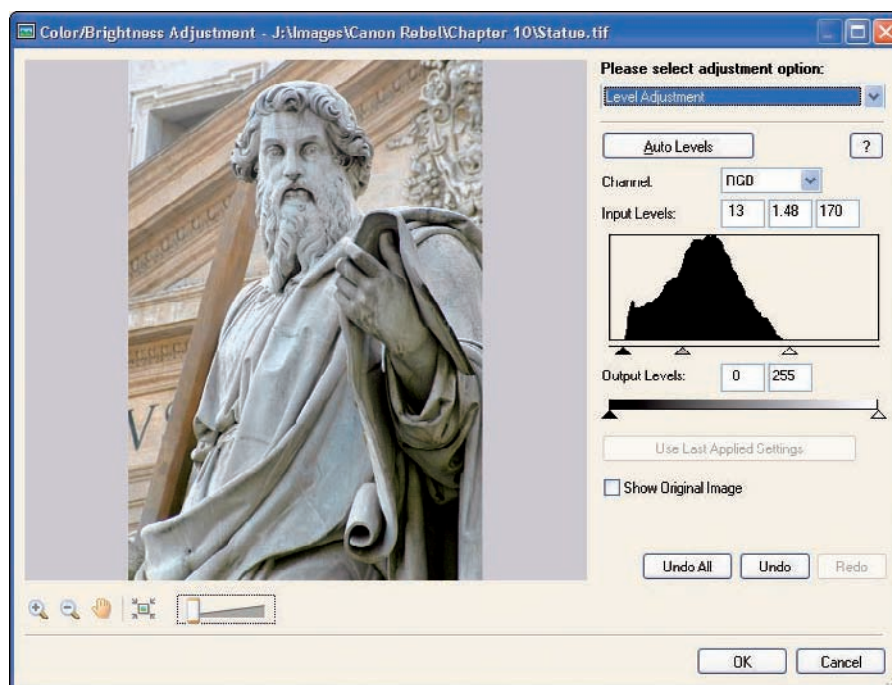 Color/Brightness Adjustment - J:\Images\Canon Rebel\Chapter 10\Statue.tif
Please select adjustment option:
Level Adjustment
Auto Levels
?
Channel:
RGB
Input Levels:
13 1.48 170
Output Levels:
0 255
Use Last Applied Settings
Show Original Image
Undo All Undo Redo
OK Cancel